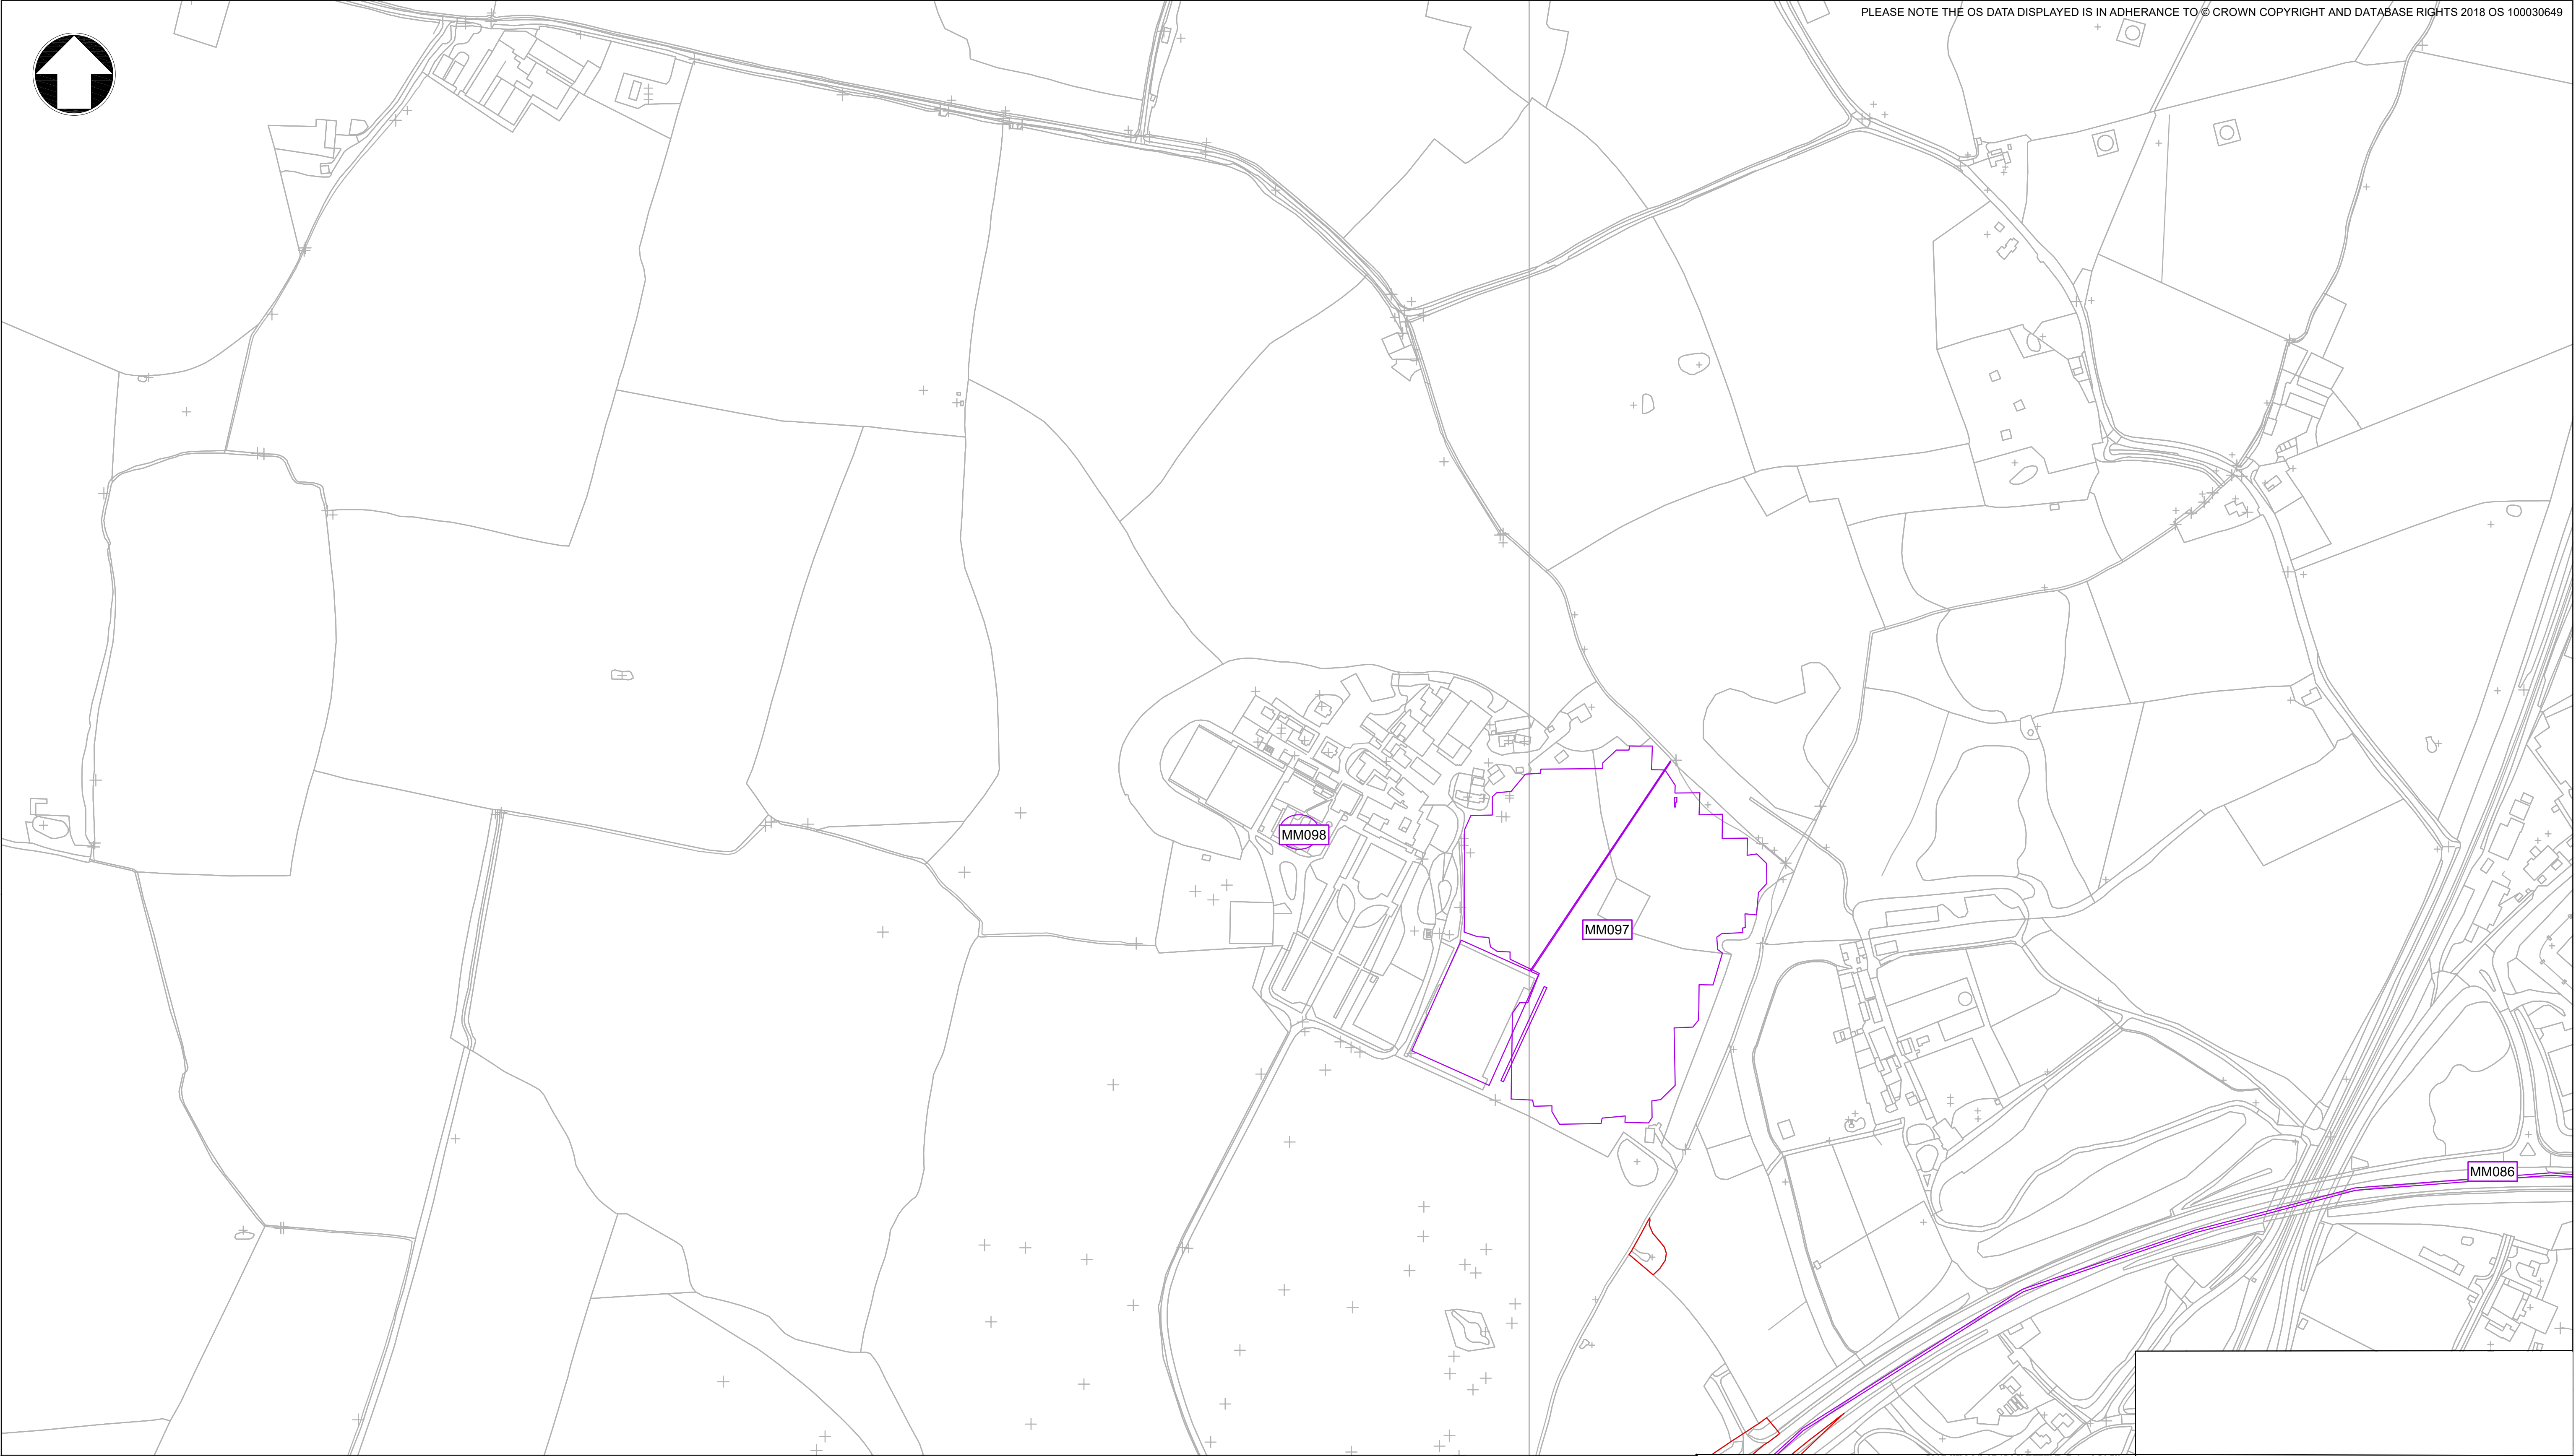 PLEASE NOTE THE OS DATA DISPLAYED IS IN ADHERANCE TO © CROWN COPYRIGHT AND DATABASE RIGHTS 2018 OS 100030649
MM098
MM097
MM086